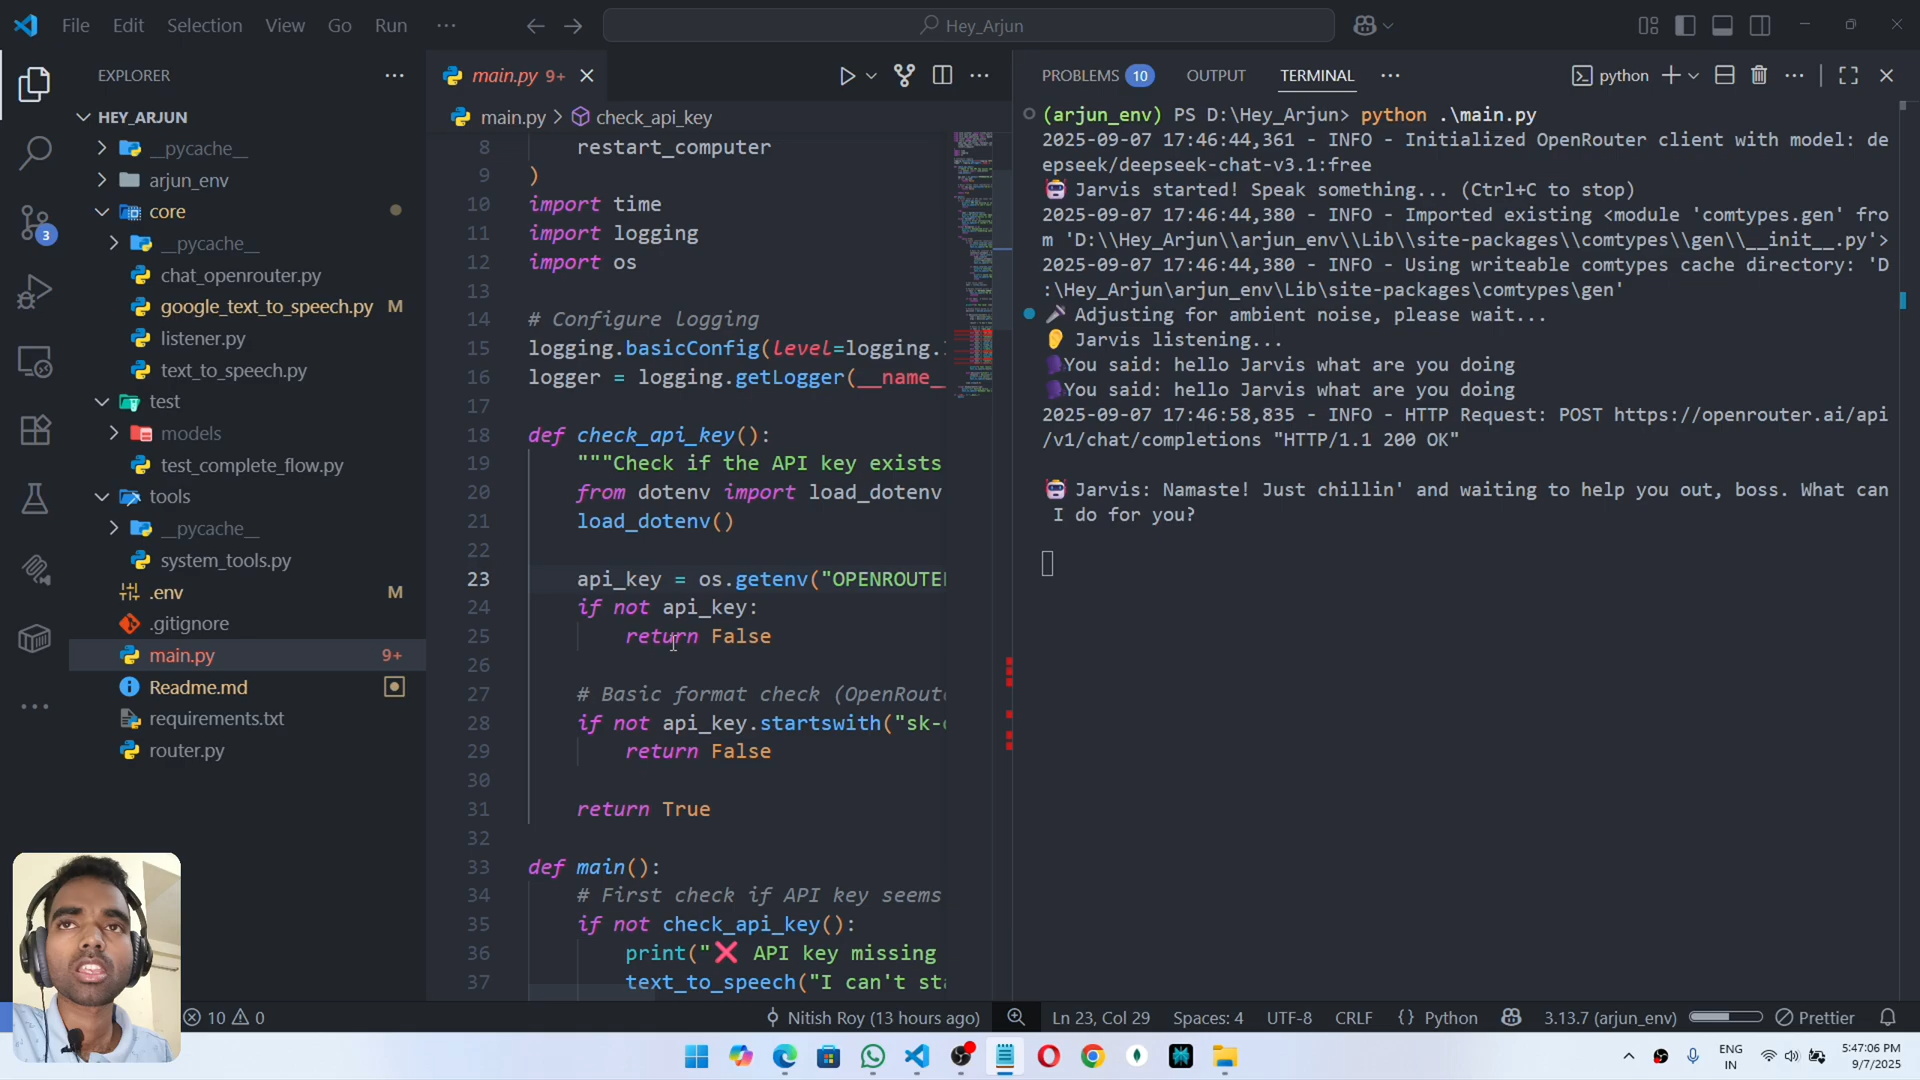 File Edit Selection View Go Run ···
Hey_Arjun
EXPLORER
HEY_ARJUN
__pycache__
arjun_env
core
__pycache__
chat_openrouter.py
google_text_to_speech.py M
listener.py
text_to_speech.py
test
models
test_complete_flow.py
tools
__pycache__
system_tools.py
.env M
.gitignore
main.py 9+
Readme.md
requirements.txt
router.py
3
main.py 9+
main.py > check_api_key
8 restart_computer
9 )
10 import time
11 import logging
12 import os
13
14 # Configure logging
15 logging.basicConfig(level=logging.
16 logger = logging.getLogger(__name_
17
18 def check_api_key():
19 """Check if the API key exists
20 from dotenv import load_dotenv
21 load_dotenv()
22
23 api_key = os.getenv("OPENROUTE
24 if not api_key:
25 return False
26
27 # Basic format check (OpenRout
28 if not api_key.startswith("sk-
29 return False
30
31 return True
32
33 def main():
34 # First check if API key seems
35 if not check_api_key():
36 print("❌ API key missing
37 text_to_speech("I can't st
PROBLEMS 10 OUTPUT TERMINAL ··· python
(arjun_env) PS D:\Hey_Arjun> python .\main.py
2025-09-07 17:46:44,361 - INFO - Initialized OpenRouter client with model: de
epseek/deepseek-chat-v3.1:free
🤖 Jarvis started! Speak something... (Ctrl+C to stop)
2025-09-07 17:46:44,380 - INFO - Imported existing <module 'comtypes.gen' fro
m 'D:\\Hey_Arjun\\arjun_env\\Lib\\site-packages\\comtypes\\gen\\__init__.py'>
2025-09-07 17:46:44,380 - INFO - Using writeable comtypes cache directory: 'D
:\Hey_Arjun\arjun_env\Lib\site-packages\comtypes\gen'
🎤 Adjusting for ambient noise, please wait...
👂 Jarvis listening...
🗣You said: hello Jarvis what are you doing
🗣You said: hello Jarvis what are you doing
2025-09-07 17:46:58,835 - INFO - HTTP Request: POST https://openrouter.ai/api
/v1/chat/completions "HTTP/1.1 200 OK"
🤖 Jarvis: Namaste! Just chillin' and waiting to help you out, boss. What can
I do for you?
10 0
Nitish Roy (13 hours ago) Ln 23, Col 29 Spaces: 4 UTF-8 CRLF {} Python 3.13.7 (arjun_env) Prettier
ENG
IN
5:47:06 PM
9/7/2025